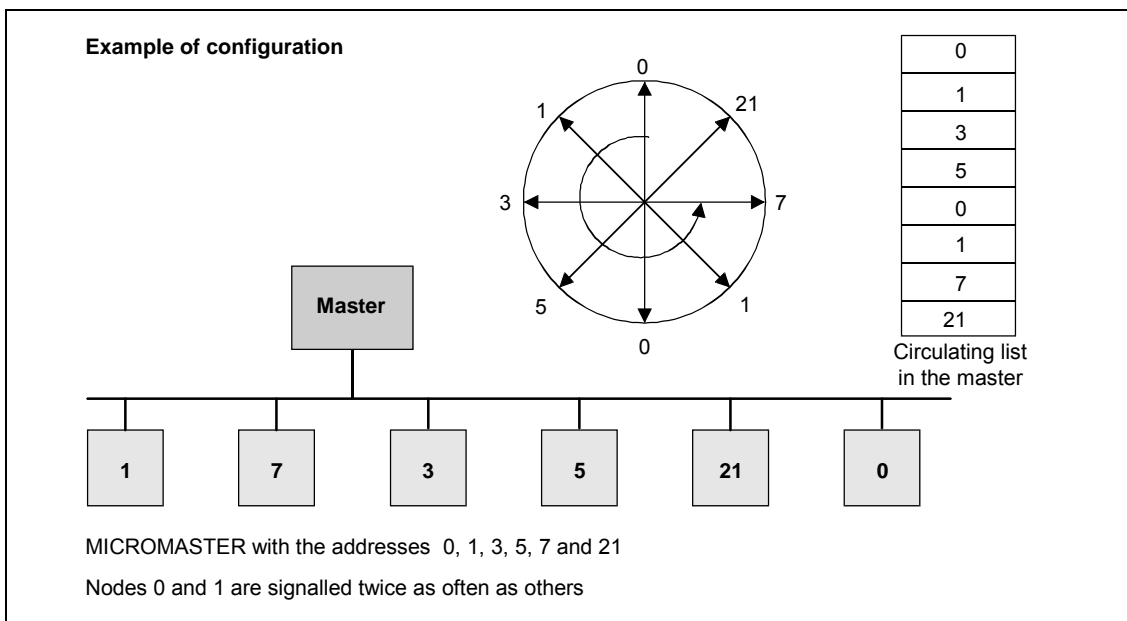 Example of configuration
0
1
21
3
7
5
1
0
0
1
3
5
0
1
7
21
Circulating list
in the master
Master
1 7 3 5 21 0
MICROMASTER with the addresses 0, 1, 3, 5, 7 and 21
Nodes 0 and 1 are signalled twice as often as others